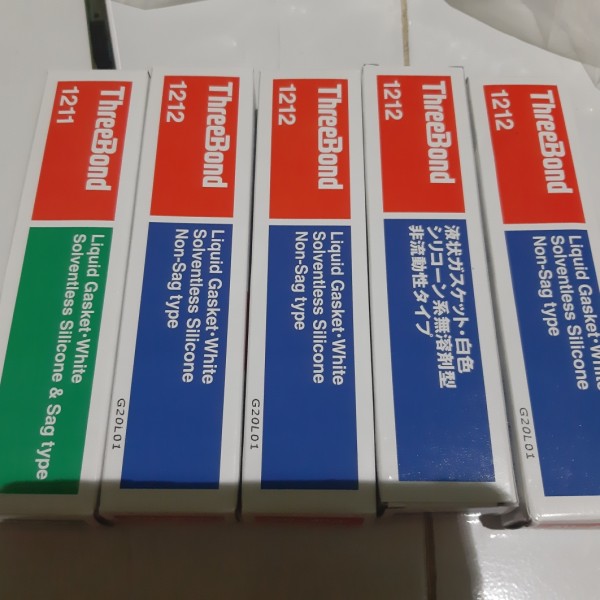 ThreeBond
1211
Liquid Gasket・White
Solventless Silicone & Sag type
ThreeBond
1212
Liquid Gasket・White
Solventless Silicone
Non-Sag type
G20L01
ThreeBond
1212
Liquid Gasket・White
Solventless Silicone
Non-Sag type
G20L01
ThreeBond
1212
液状ガスケット・白色
シリコーン系無溶剤型
非流動性タイプ
ThreeBond
1212
Liquid Gasket・White
Solventless Silicone
Non-Sag type
G20L01